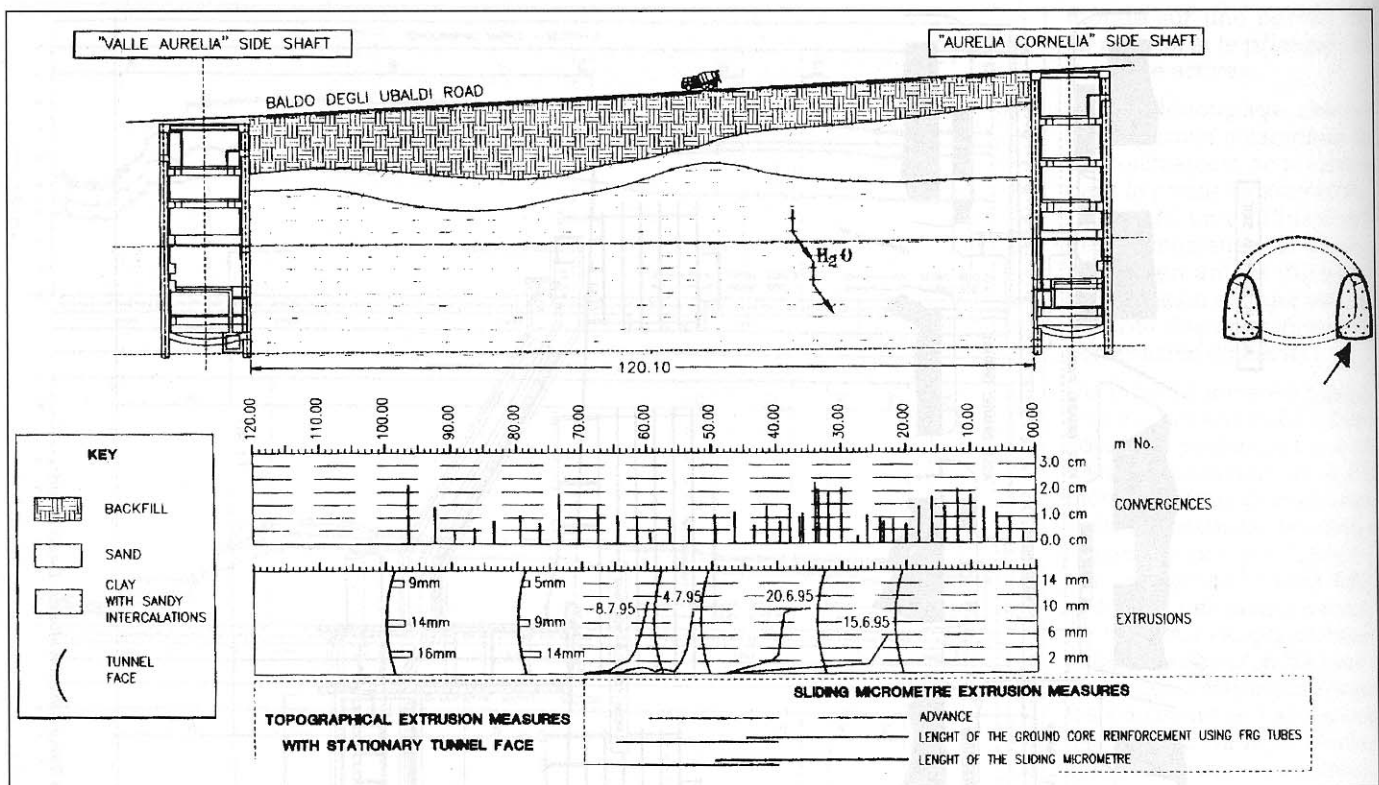 "VALLE AURELIA" SIDE SHAFT
"AURELIA CORNELIA" SIDE SHAFT
BALDO DEGLI UBALDI ROAD
H2O
120.10
120.00
110.00
100.00
90.00
80.00
70.00
60.00
50.00
40.00
30.00
20.00
10.00
00.00
m No.
3.0 cm
2.0 cm
1.0 cm
0.0 cm
CONVERGENCES
14 mm
10 mm
6 mm
2 mm
EXTRUSIONS
9mm
14mm
16mm
5mm
9mm
14mm
8.7.95
4.7.95
20.6.95
15.6.95
KEY
BACKFILL
SAND
CLAY
WITH SANDY
INTERCALATIONS
TUNNEL
FACE
TOPOGRAPHICAL EXTRUSION MEASURES
WITH STATIONARY TUNNEL FACE
SLIDING MICROMETRE EXTRUSION MEASURES
ADVANCE
LENGHT OF THE GROUND CORE REINFORCEMENT USING FRG TUBES
LENGHT OF THE SLIDING MICROMETRE